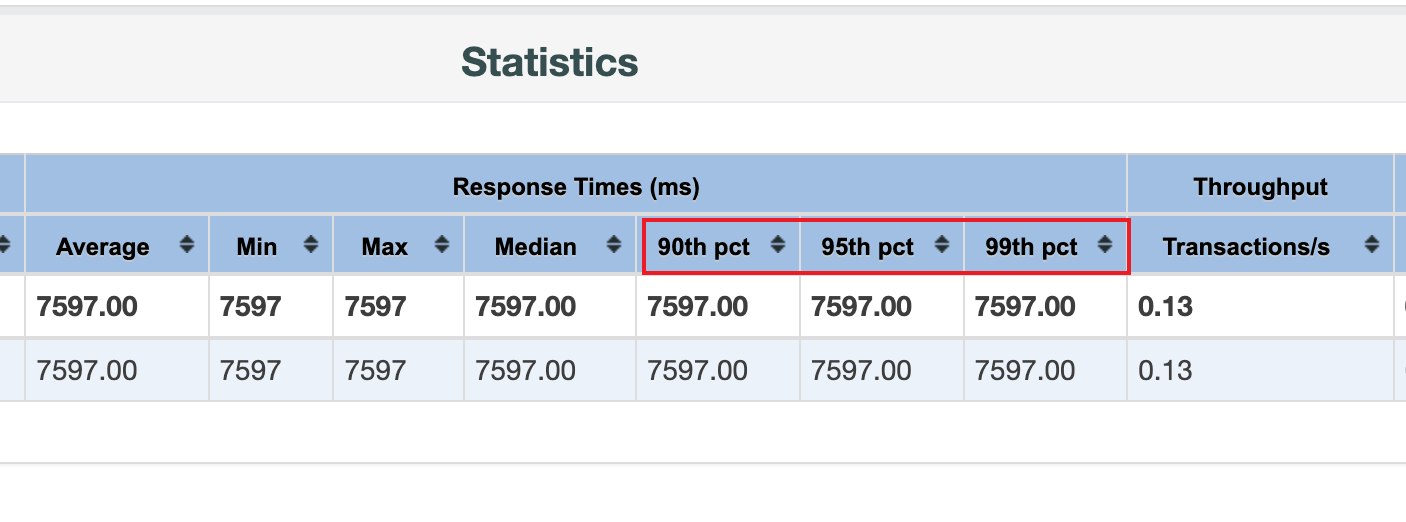 Statistics
Response Times (ms) Throughput
Average Min Max Median 90th pct 95th pct 99th pct Transactions/s
7597.00 7597 7597 7597.00 7597.00 7597.00 7597.00 0.13
7597.00 7597 7597 7597.00 7597.00 7597.00 7597.00 0.13